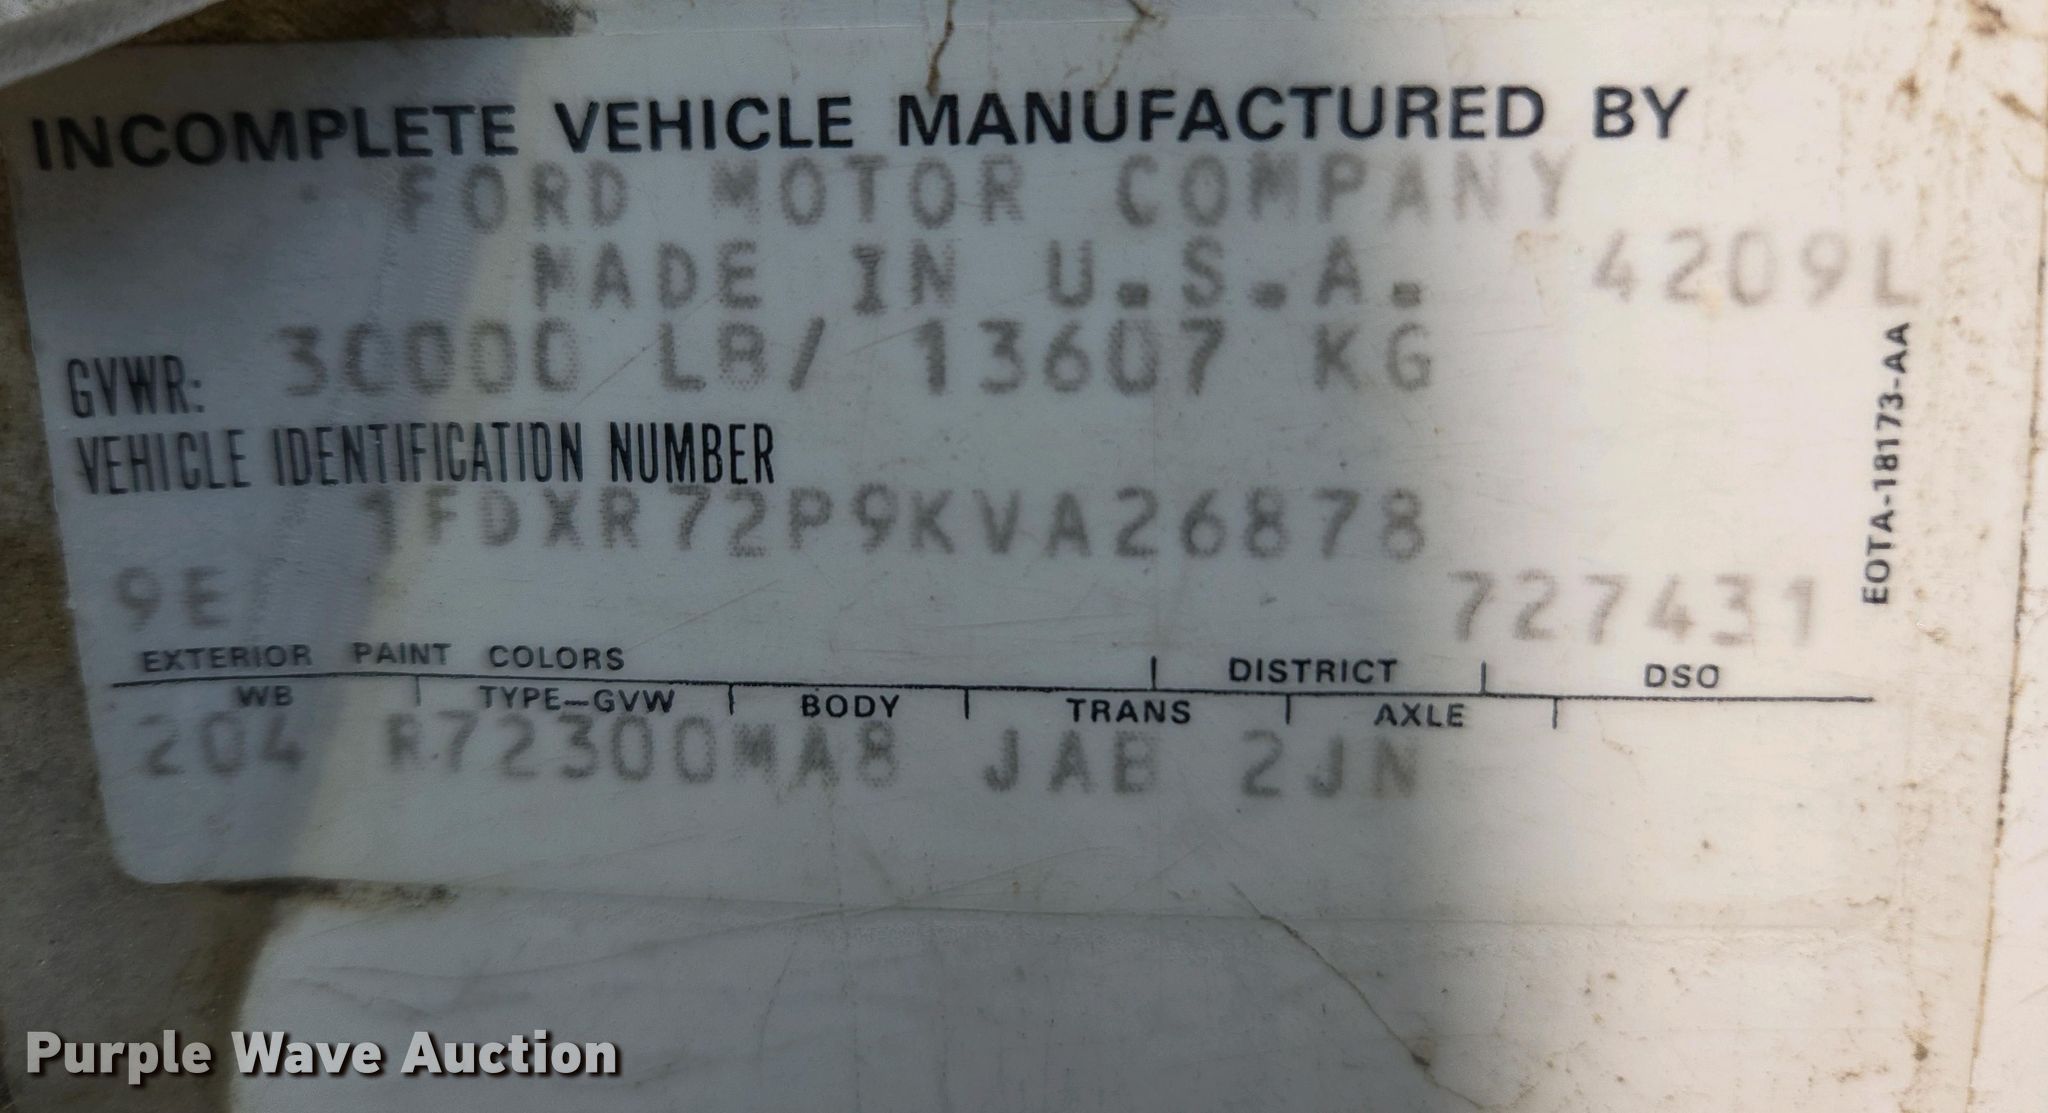 INCOMPLETE VEHICLE MANUFACTURED BY
FORD MOTOR COMPANY
MADE IN U.S.A. 4209L
GVWR: 30000 LB/ 13607 KG
VEHICLE IDENTIFICATION NUMBER
1FDXR72P9KVA26878
9E 727431
EXTERIOR PAINT COLORS DISTRICT DSO
WB TYPE-GVW BODY TRANS AXLE
204 R72300MA8 JAB 2JN
EOTA-18173-AA
Purple Wave Auction